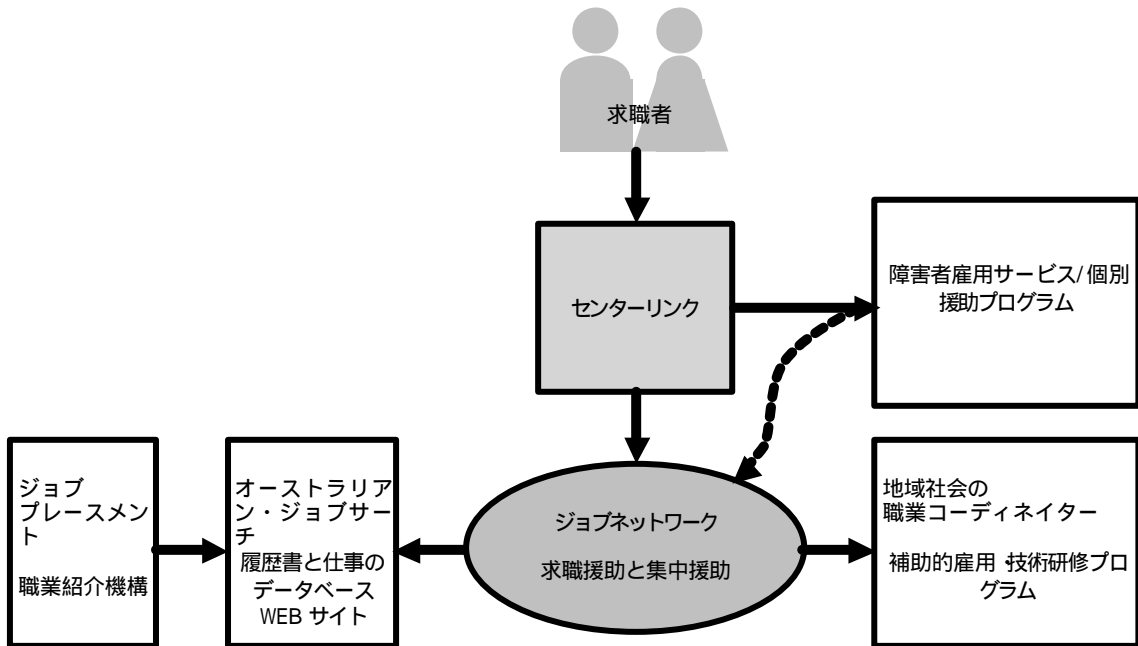 求職者
センターリンク
障害者雇用サービス/個別
援助プログラム
ジョブ
プレースメン
ト
職業紹介機構
オーストラリア
ン・ジョブサー
チ
履歴書と仕事の
データベース
WEB サイト
ジョブネットワーク
求職援助と集中援助
地域社会の
職業コーディネイター
補助的雇用・技術研修プロ
グラム